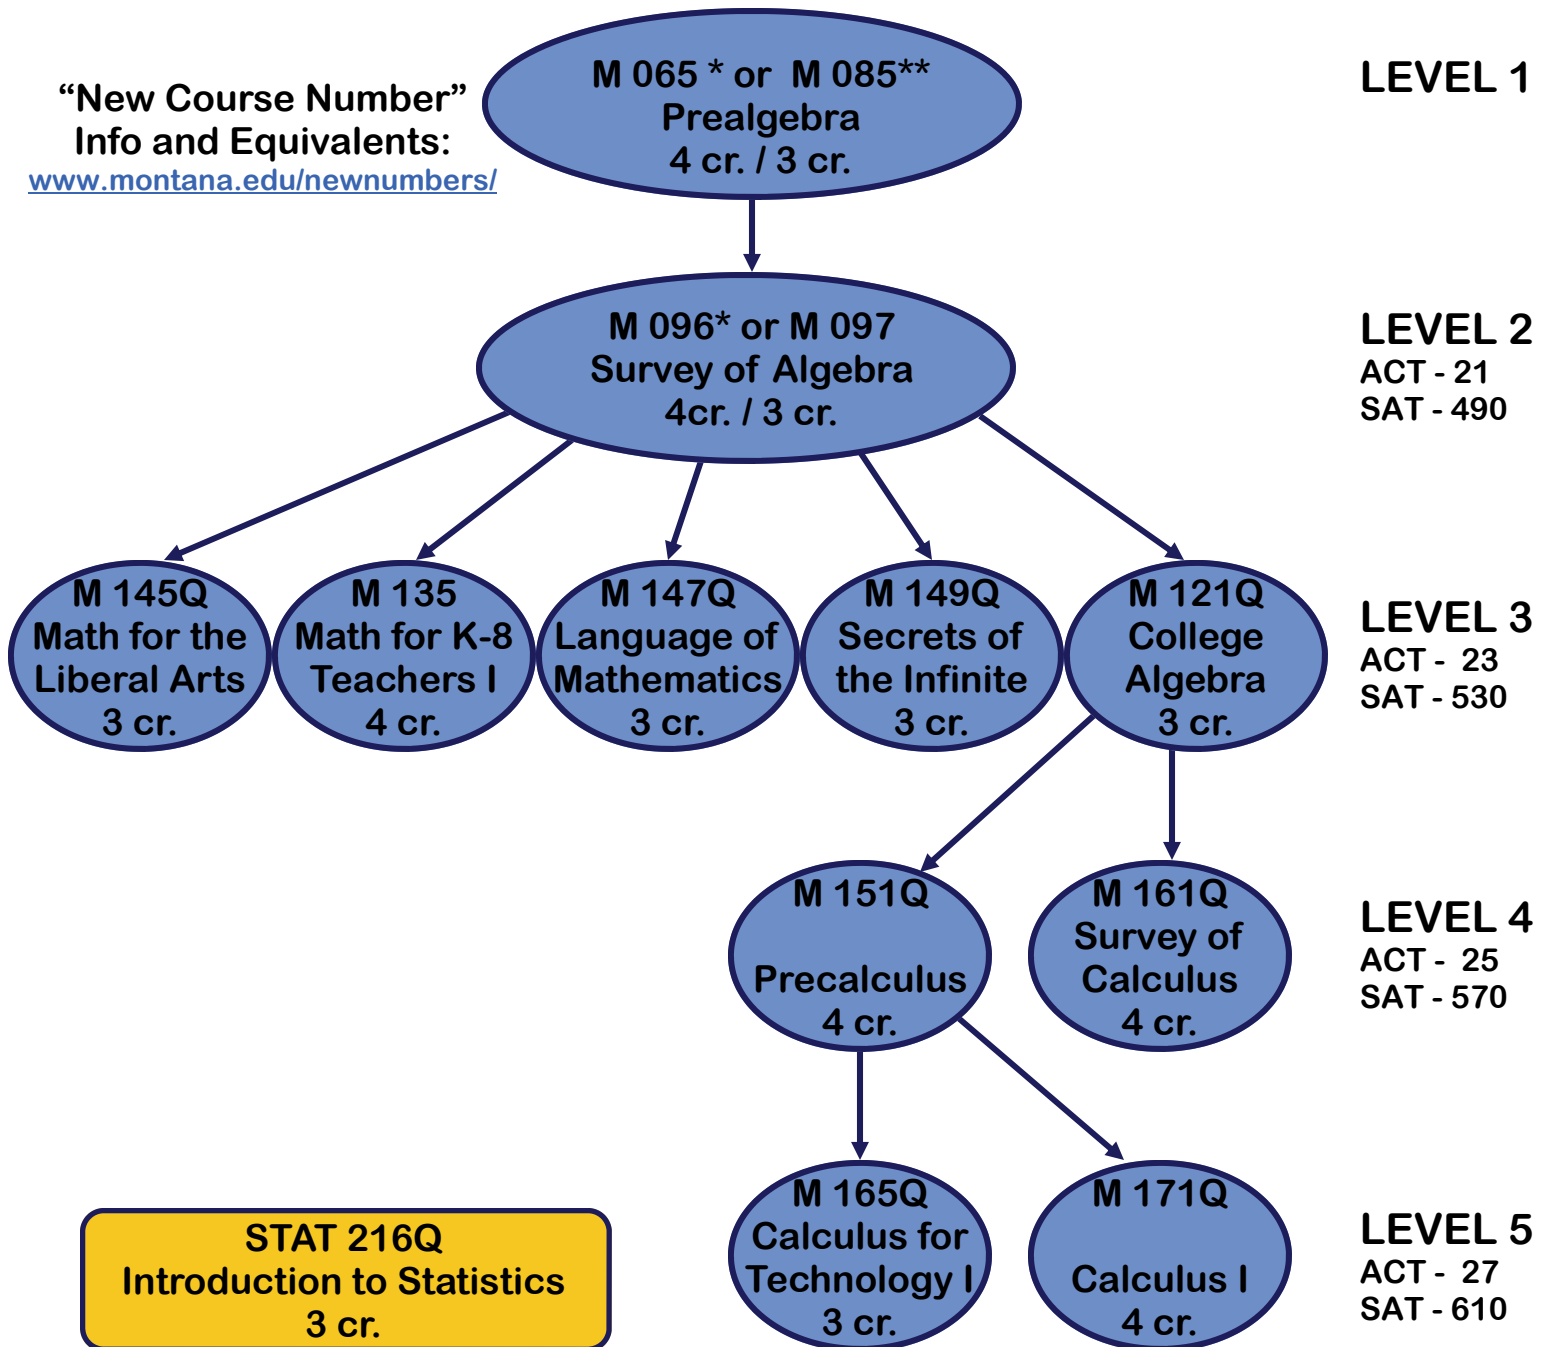 “New Course Number”
Info and Equivalents:
www.montana.edu/newnumbers/
M 065 * or M 085**
Prealgebra
4 cr. / 3 cr.
LEVEL 1
M 096* or M 097
Survey of Algebra
4cr. / 3 cr.
LEVEL 2
ACT - 21
SAT - 490
M 145Q
Math for the
Liberal Arts
3 cr.
M 135
Math for K-8
Teachers I
4 cr.
M 147Q
Language of
Mathematics
3 cr.
M 149Q
Secrets of
the Infinite
3 cr.
M 121Q
College
Algebra
3 cr.
LEVEL 3
ACT - 23
SAT - 530
M 151Q
Precalculus
4 cr.
M 161Q
Survey of
Calculus
4 cr.
LEVEL 4
ACT - 25
SAT - 570
STAT 216Q
Introduction to Statistics
3 cr.
M 165Q
Calculus for
Technology I
3 cr.
M 171Q
Calculus I
4 cr.
LEVEL 5
ACT - 27
SAT - 610